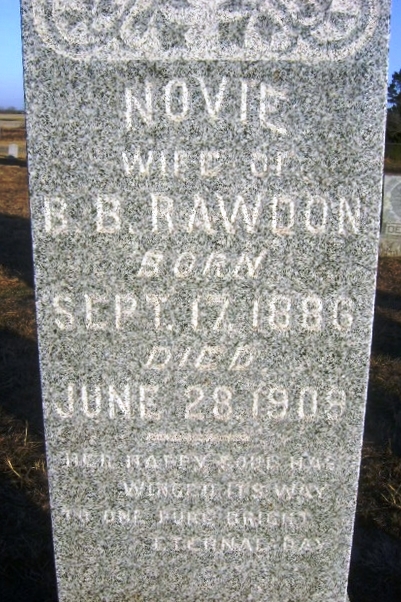 NOVIE
WIFE OF
B. B. RAWDON
BORN
SEPT. 17, 1886
DIED
JUNE 28, 1909
HER HAPPY SOUL HAS
WINGED ITS WAY
TO ONE PURE BRIGHT
ETERNAL DAY